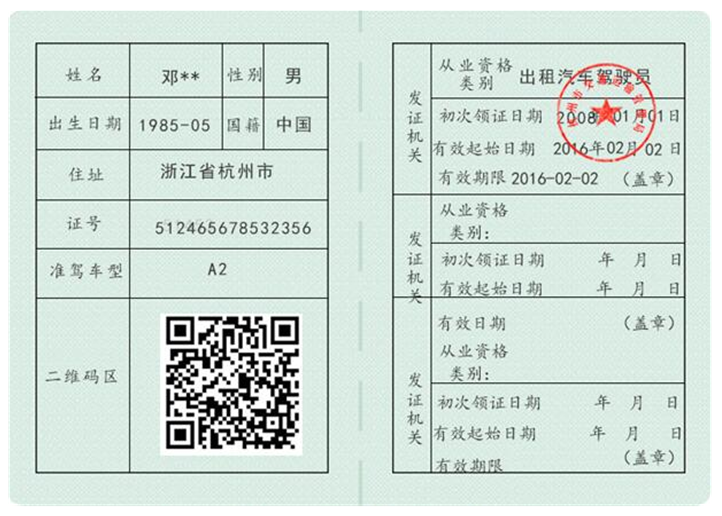 姓名 邓** 性别 男
出生日期 1985-05 国籍 中国
住址 浙江省杭州市
证号 512465678532356
准驾车型 A2
二维码区
发证机关
从业资格类别 出租汽车驾驶员
初次领证日期 2008年01月01日
有效起始日期 2016年02月02日
有效期限 2016-02-02 (盖章)
发证机关
从业资格
类别:
初次领证日期 年 月 日
有效起始日期 年 月 日
有效日期 (盖章)
发证机关
从业资格
类别:
初次领证日期 年 月 日
有效起始日期 年 月 日
有效期限 (盖章)